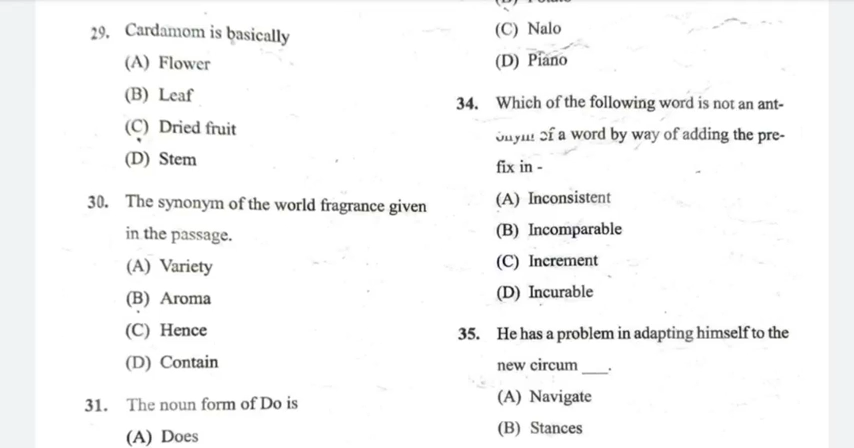 29. Cardamom is basically
(A) Flower
(B) Leaf
(C) Dried fruit
(D) Stem
30. The synonym of the world fragrance given
in the passage.
(A) Variety
(B) Aroma
(C) Hence
(D) Contain
31. The noun form of Do is
(A) Does
(C) Nalo
(D) Piano
34. Which of the following word is not an ant-
of a word by way of adding the pre-
fix in -
(A) Inconsistent
(B) Incomparable
(C) Increment
(D) Incurable
35. He has a problem in adapting himself to the
new circum ___.
(A) Navigate
(B) Stances